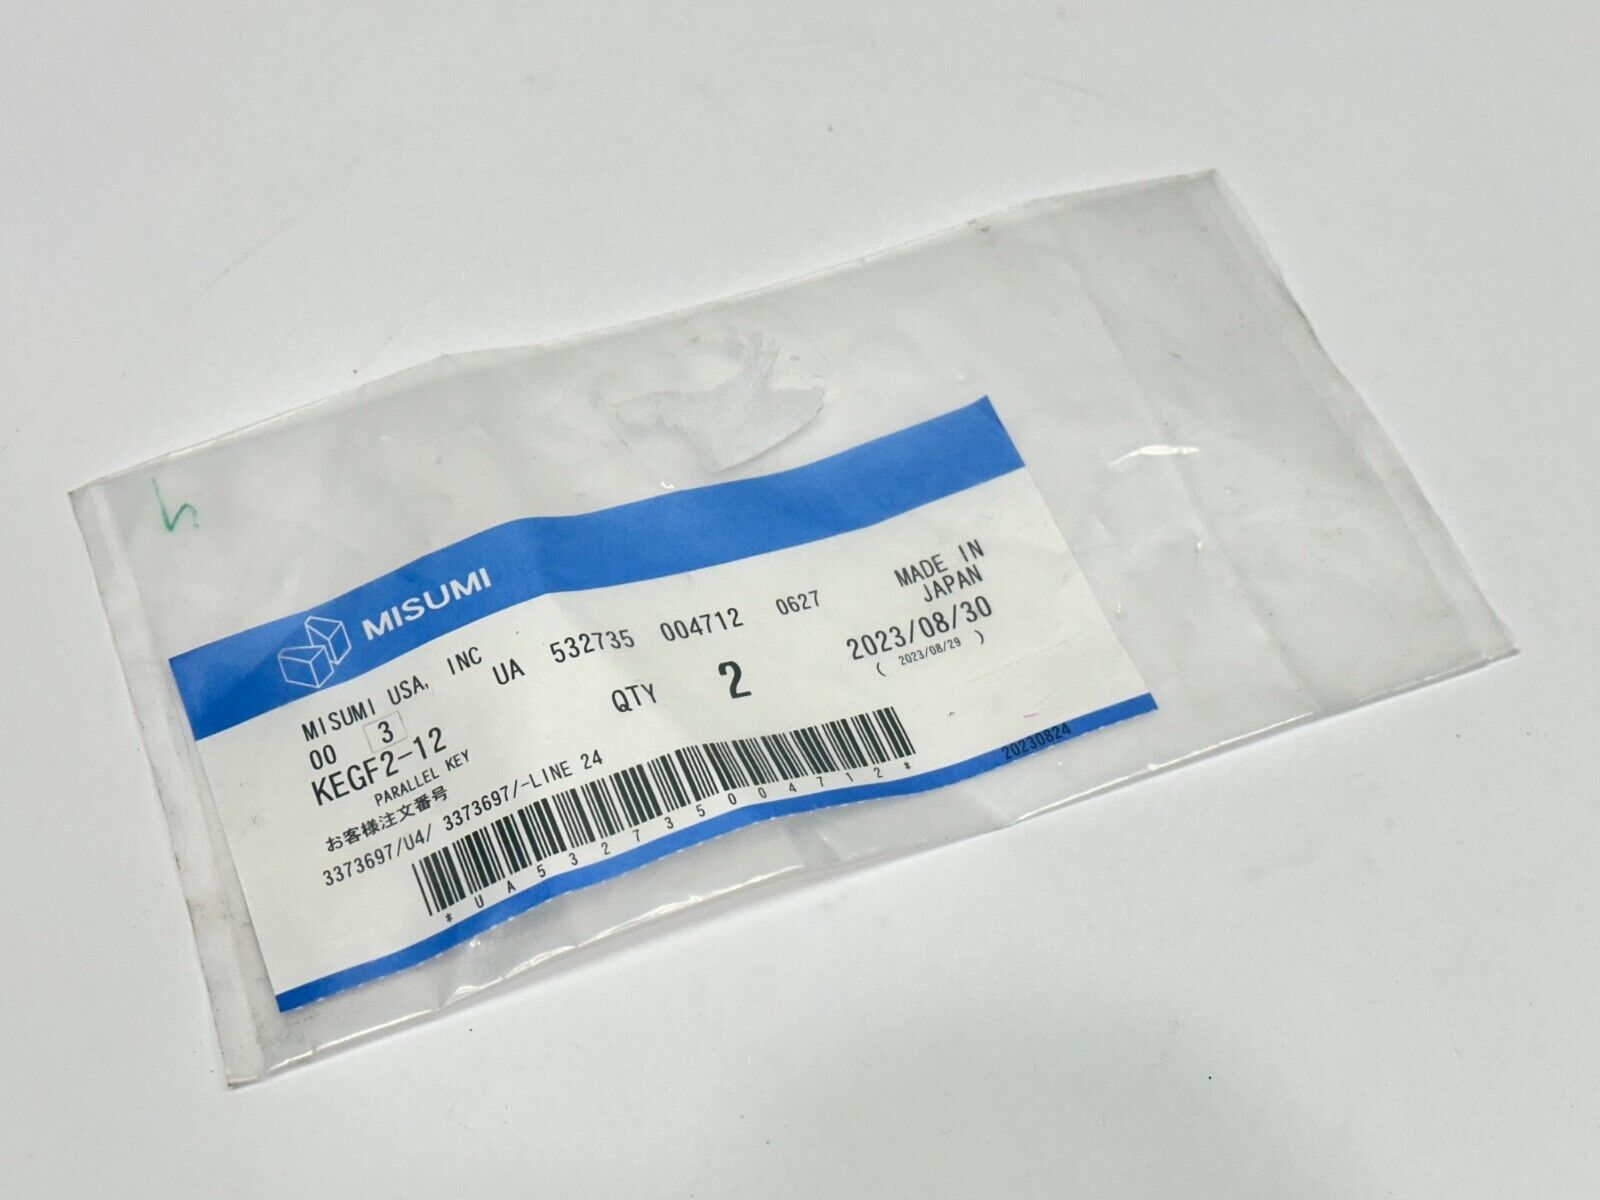 MISUMI
MISUMI USA, INC
UA 532735 004712 0627
MADE IN
JAPAN
00 3
QTY 2
2023/08/30
( 2023/08/29 )
KEGF2-12
PARALLEL KEY
お客様注文番号
3373697/U4/ 3373697/-LINE 24
*UA532735004712*
20230824